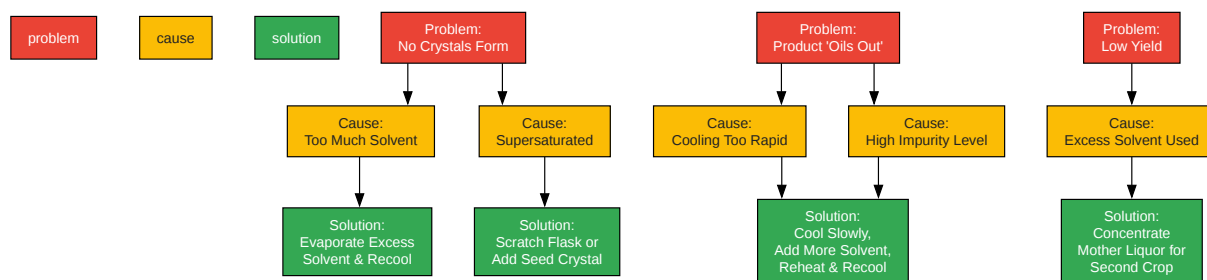 problem
cause
solution
Problem:
No Crystals Form
Problem:
Product 'Oils Out'
Problem:
Low Yield
Cause:
Too Much Solvent
Cause:
Supersaturated
Cause:
Cooling Too Rapid
Cause:
High Impurity Level
Cause:
Excess Solvent Used
Solution:
Evaporate Excess
Solvent & Recool
Solution:
Scratch Flask or
Add Seed Crystal
Solution:
Cool Slowly,
Add More Solvent,
Reheat & Recool
Solution:
Concentrate
Mother Liquor for
Second Crop